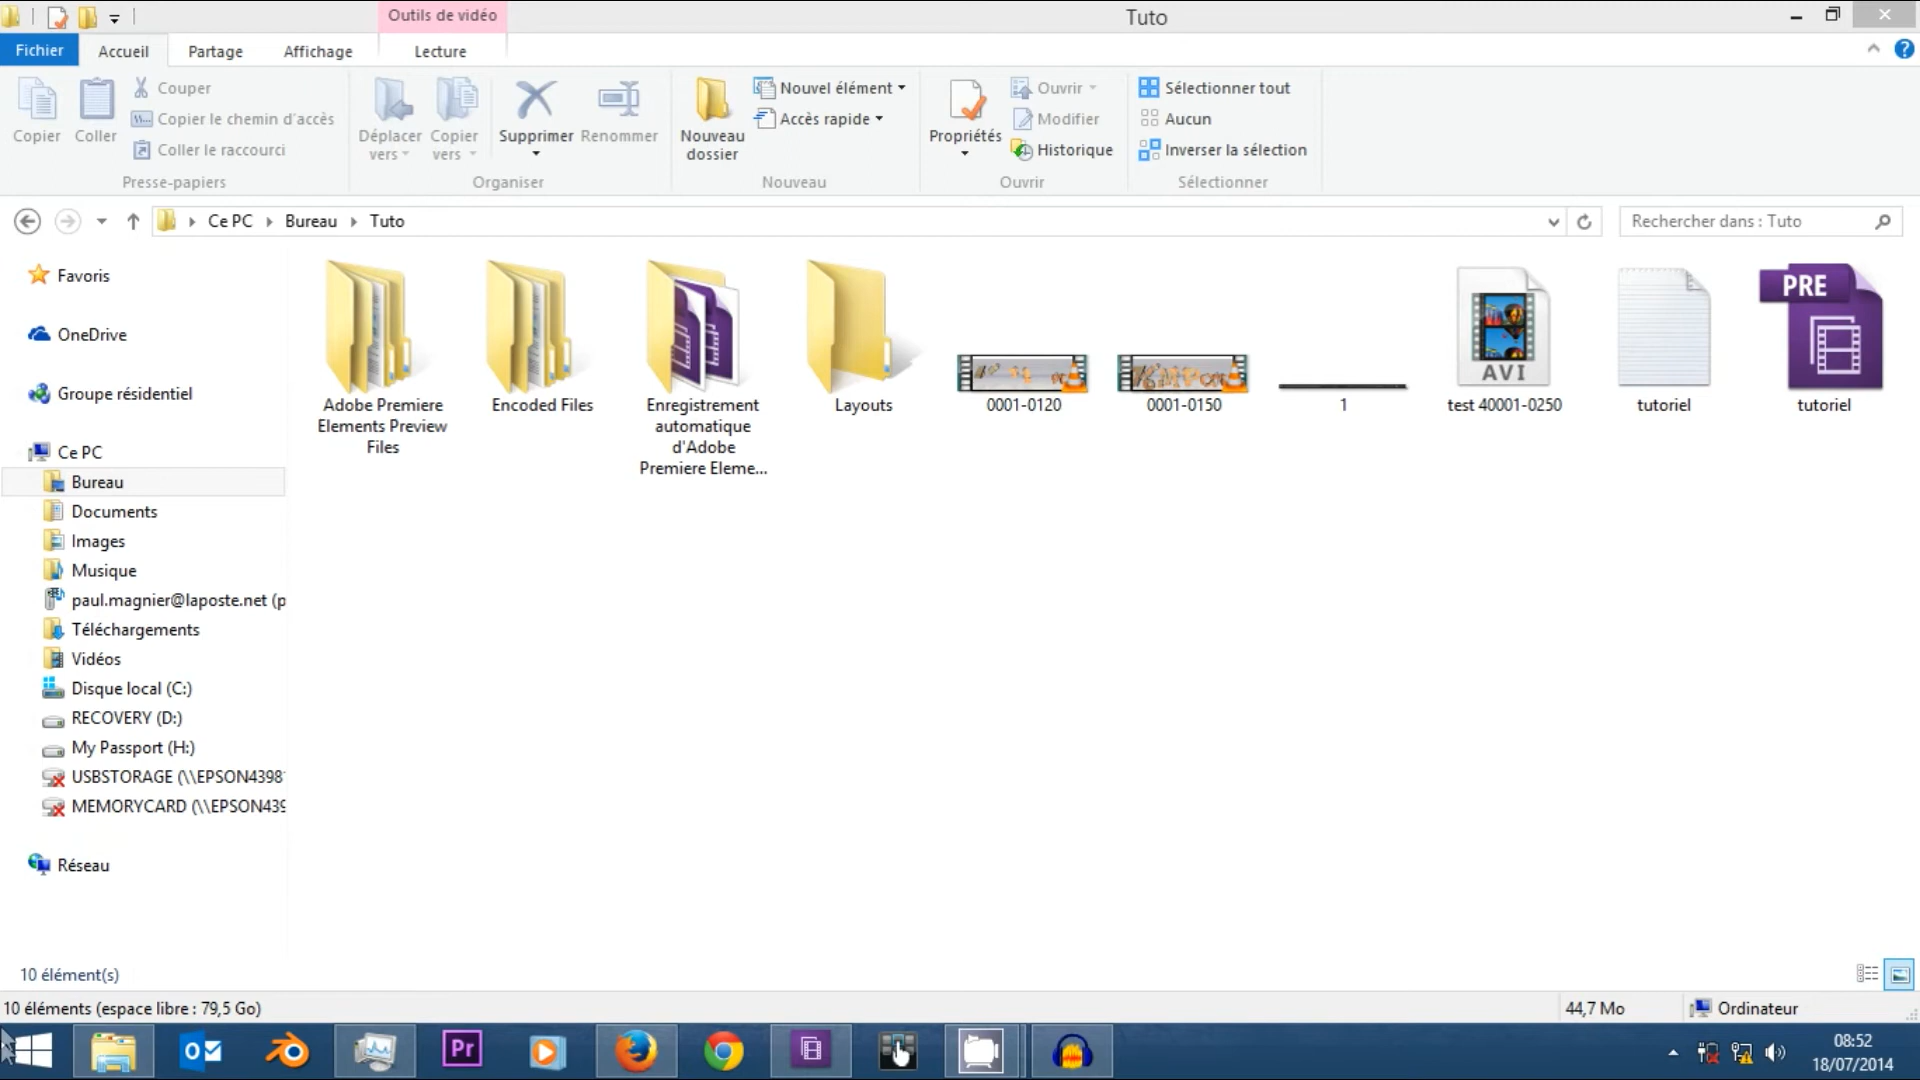 Outils de vidéo
Tuto
Fichier
Accueil
Partage
Affichage
Lecture
Copier
Coller
Couper
Copier le chemin d'accès
Coller le raccourci
Presse-papiers
Déplacer
vers
Copier
vers
Supprimer
Renommer
Organiser
Nouveau
dossier
Nouvel élément
Accès rapide
Nouveau
Propriétés
Ouvrir
Modifier
Historique
Ouvrir
Sélectionner tout
Aucun
Inverser la sélection
Sélectionner
Ce PC
Bureau
Tuto
Rechercher dans : Tuto
Favoris
OneDrive
Groupe résidentiel
Ce PC
Bureau
Documents
Images
Musique
paul.magnier@laposte.net (p
Téléchargements
Vidéos
Disque local (C:)
RECOVERY (D:)
My Passport (H:)
USBSTORAGE (\\EPSON4398
MEMORYCARD (\\EPSON439
Réseau
Adobe Premiere
Elements Preview
Files
Encoded Files
Enregistrement
automatique
d'Adobe
Premiere Eleme...
Layouts
0001-0120
0001-0150
1
AVI
test 40001-0250
tutoriel
PRE
tutoriel
10 élément(s)
10 éléments (espace libre : 79,5 Go)
44,7 Mo
Ordinateur
Pr
08:52
18/07/2014